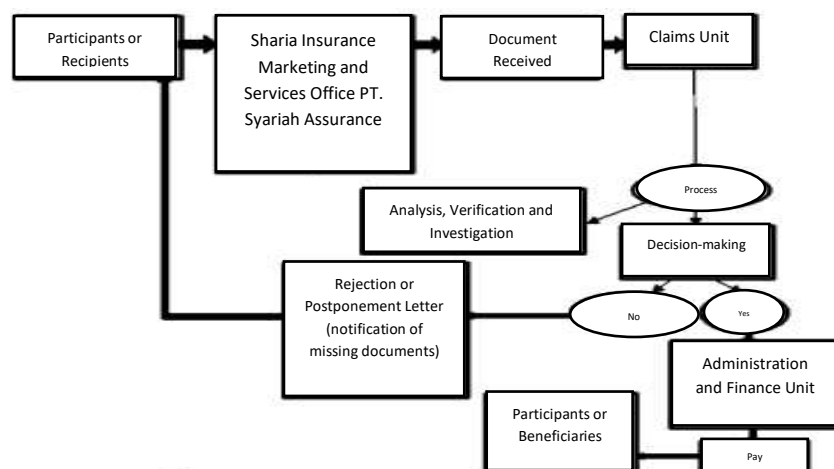 Participants or
Recipients
Sharia Insurance
Marketing and
Services Office PT.
Syariah Assurance
Document
Received
Claims Unit
Process
Analysis, Verification and
Investigation
Decision-making
Rejection or
Postponement Letter
(notification of
missing documents)
No
Yes
Administration
and Finance Unit
Participants or
Beneficiaries
Pay